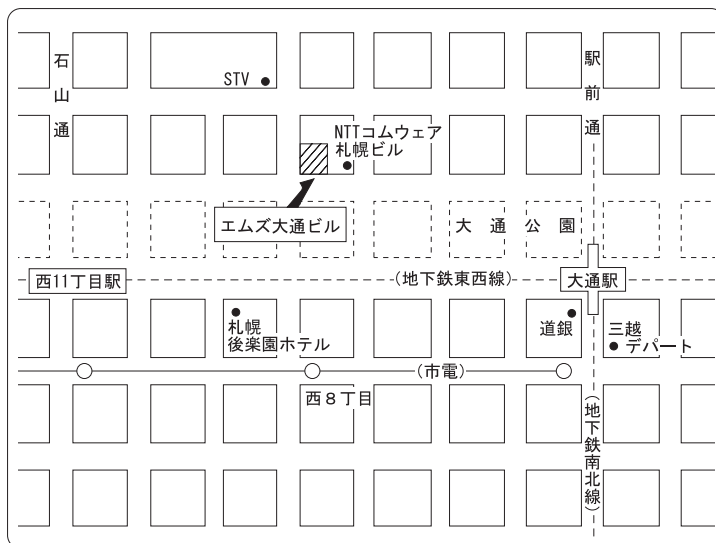 石山通
駅前通
STV
NTTコムウェア
札幌ビル
エムズ大通ビル
大通公園
西11丁目駅
(地下鉄東西線)
大通駅
札幌
後楽園ホテル
道銀
三越
デパート
(市電)
西8丁目
(地下鉄南北線)